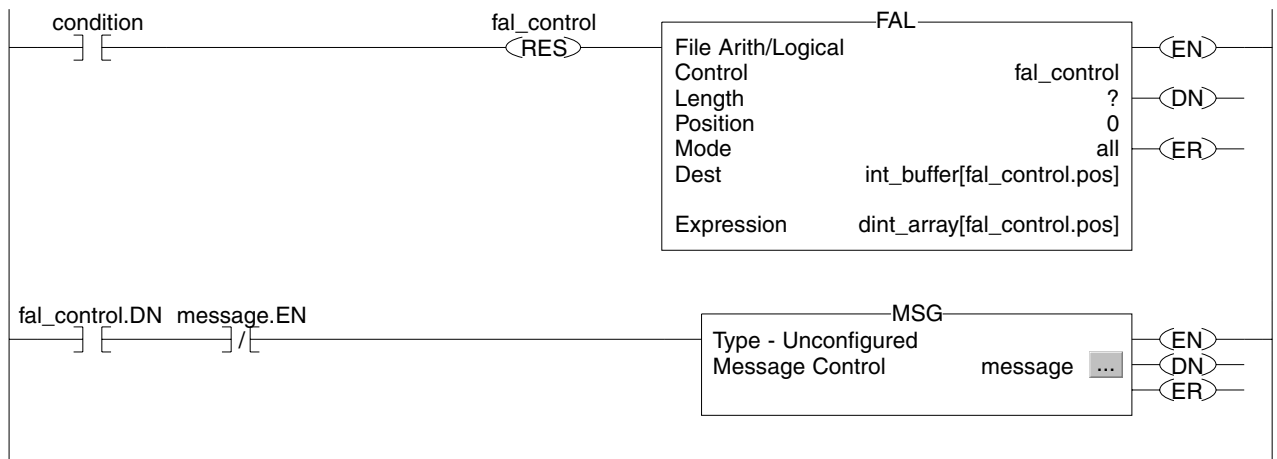 condition
fal_control
RES
FAL
File Arith/Logical
Control fal_control
Length ?
Position 0
Mode all
Dest int_buffer[fal_control.pos]
Expression dint_array[fal_control.pos]
EN
DN
ER
fal_control.DN message.EN
MSG
Type - Unconfigured
Message Control message ...
EN
DN
ER